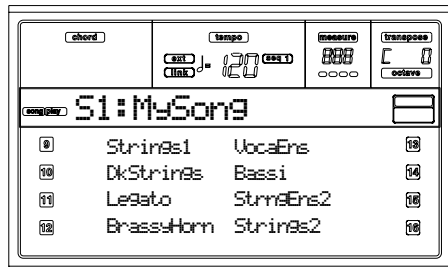 chord tempo measure transpose
ext link ♩= 120 seq 1 888 C 0
octave
song play S1:MySong
9 Strings1 VocaEns 13
10 DkStrings Bassi 14
11 Legato StrngEns2 15
12 BrassyHorn Strings2 16